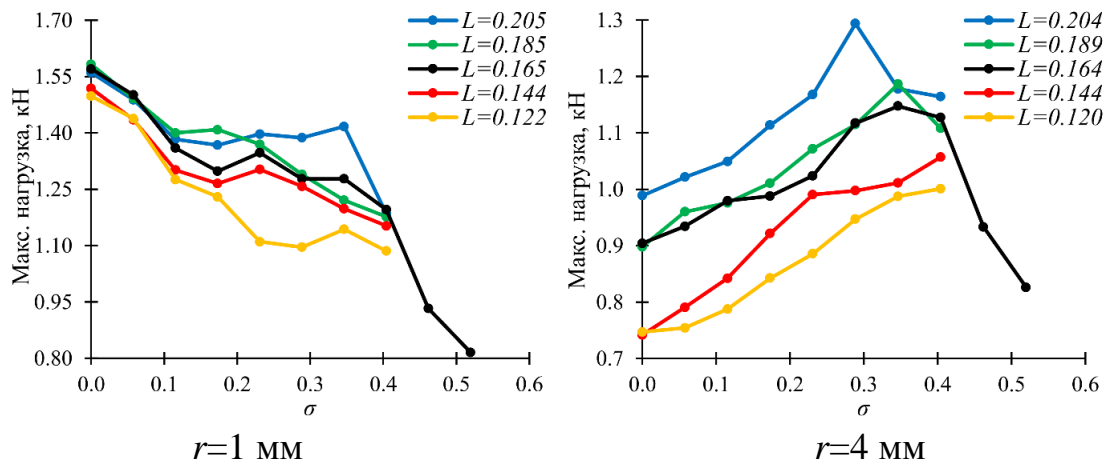 Макс. нагрузка, кН
1.70
1.55
1.40
1.25
1.10
0.95
0.80
0.0 0.1 0.2 0.3 0.4 0.5 0.6
σ
L=0.205
L=0.185
L=0.165
L=0.144
L=0.122
r=1 мм
Макс. нагрузка, кН
1.3
1.2
1.1
1.0
0.9
0.8
0.7
0.0 0.1 0.2 0.3 0.4 0.5 0.6
σ
L=0.204
L=0.189
L=0.164
L=0.144
L=0.120
r=4 мм